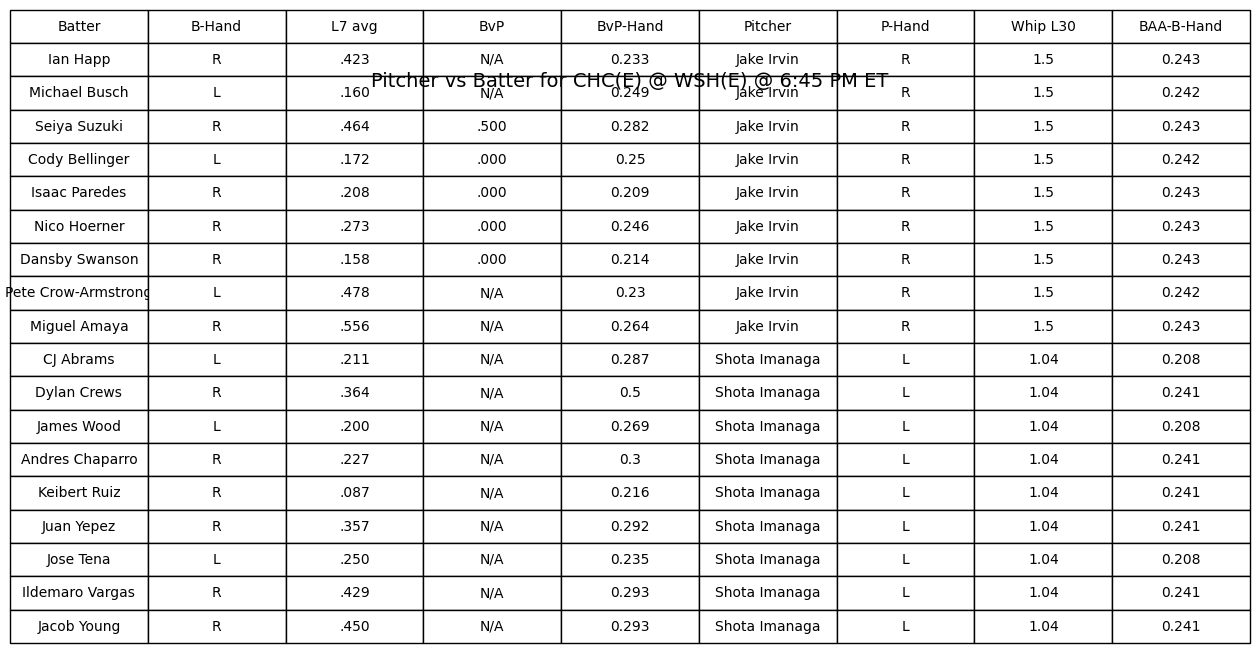 Batter B-Hand L7 avg BvP BvP-Hand Pitcher P-Hand Whip L30 BAA-B-Hand
Ian Happ R .423 N/A 0.233 Jake Irvin R 1.5 0.243
Pitcher vs Batter for CHC(E) @ WSH(E) @ 6:45 PM ET
Michael Busch L .160 N/A 0.249 Jake Irvin R 1.5 0.242
Seiya Suzuki R .464 .500 0.282 Jake Irvin R 1.5 0.243
Cody Bellinger L .172 .000 0.25 Jake Irvin R 1.5 0.242
Isaac Paredes R .208 .000 0.209 Jake Irvin R 1.5 0.243
Nico Hoerner R .273 .000 0.246 Jake Irvin R 1.5 0.243
Dansby Swanson R .158 .000 0.214 Jake Irvin R 1.5 0.243
Pete Crow-Armstrong L .478 N/A 0.23 Jake Irvin R 1.5 0.242
Miguel Amaya R .556 N/A 0.264 Jake Irvin R 1.5 0.243
CJ Abrams L .211 N/A 0.287 Shota Imanaga L 1.04 0.208
Dylan Crews R .364 N/A 0.5 Shota Imanaga L 1.04 0.241
James Wood L .200 N/A 0.269 Shota Imanaga L 1.04 0.208
Andres Chaparro R .227 N/A 0.3 Shota Imanaga L 1.04 0.241
Keibert Ruiz R .087 N/A 0.216 Shota Imanaga L 1.04 0.241
Juan Yepez R .357 N/A 0.292 Shota Imanaga L 1.04 0.241
Jose Tena L .250 N/A 0.235 Shota Imanaga L 1.04 0.208
Ildemaro Vargas R .429 N/A 0.293 Shota Imanaga L 1.04 0.241
Jacob Young R .450 N/A 0.293 Shota Imanaga L 1.04 0.241